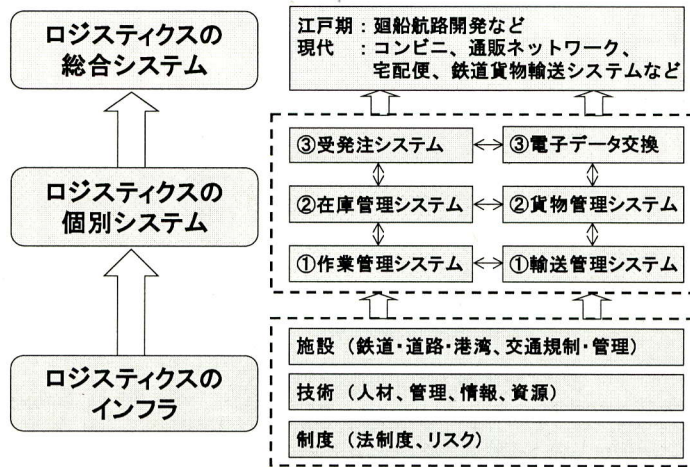 ロジスティクスの
総合システム
江戸期：廻船航路開発など
現代　：コンビニ、通販ネットワーク、
宅配便、鉄道貨物輸送システムなど
ロジスティクスの
個別システム
③受発注システム
③電子データ交換
②在庫管理システム
②貨物管理システム
①作業管理システム
①輸送管理システム
ロジスティクスの
インフラ
施設（鉄道・道路・港湾、交通規制・管理）
技術（人材、管理、情報、資源）
制度（法制度、リスク）